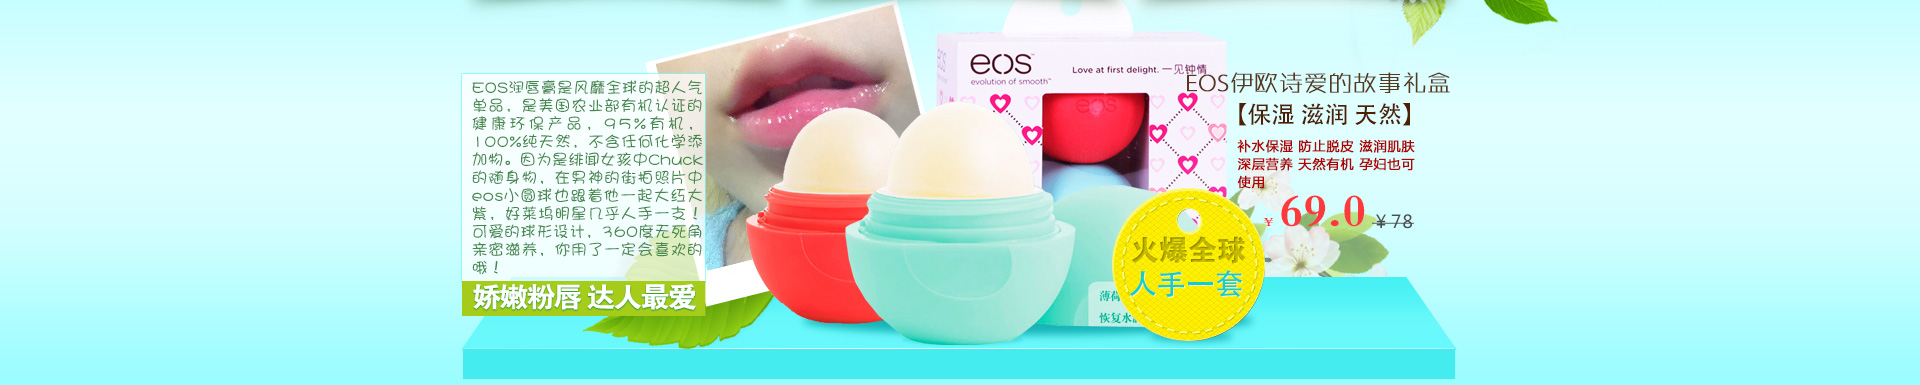 EOS润唇膏是风靡全球的超人气
单品，是美国农业部有机认证的
健康环保产品，95%有机，
100%纯天然，不含任何化学添
加物。因为是绯闻女孩中Chuck
的随身物，在男神的街拍照片中
eos小圆球也跟着他一起大红大
紫，好莱坞明星几乎人手一支！
可爱的球形设计，360度无死角
亲密滋养，你用了一定会喜欢的
哦！
娇嫩粉唇 达人最爱
eos
eos
evolution of smooth™
Love at first delight. 一见钟情
eos
EOS伊欧诗爱的故事礼盒
【保湿 滋润 天然】
补水保湿 防止脱皮 滋润肌肤
深层营养 天然有机 孕妇也可
使用
¥ 69.0 ¥78
火爆全球
人手一套
薄荷
恢复水